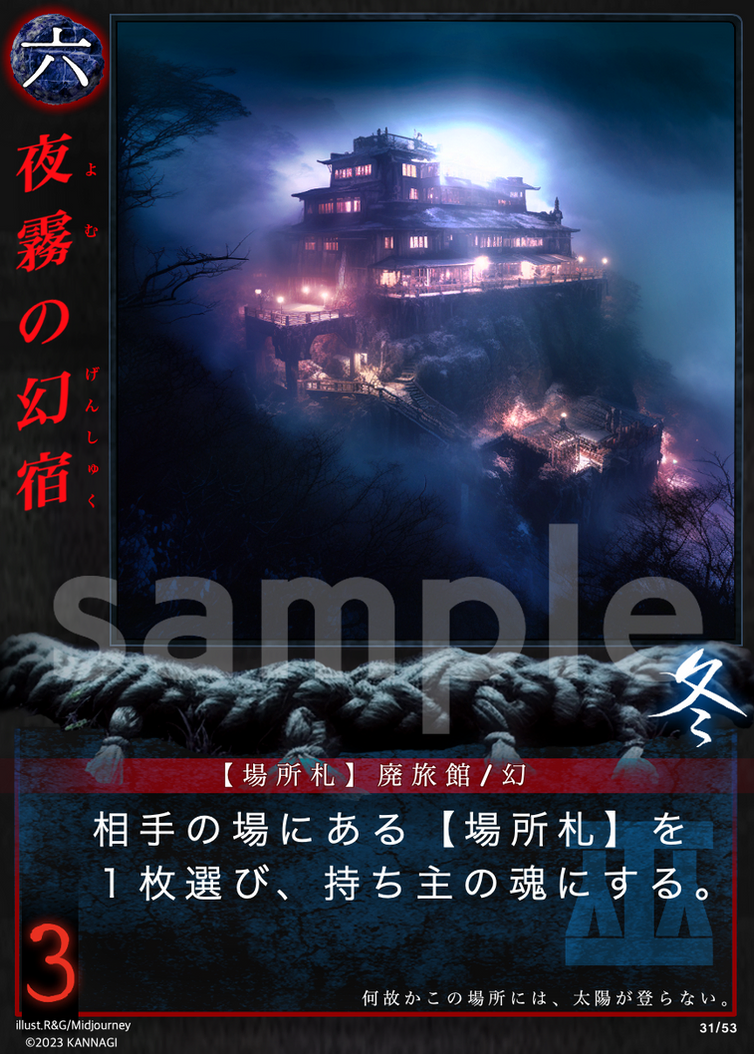 六
夜霧の幻宿
よむ
げんしゅく
sample
冬
【場所札】廃旅館/幻
相手の場にある【場所札】を
1枚選び、持ち主の魂にする。
巫
3
何故かこの場所には、太陽が登らない。
illust.R&G/Midjourney
31/53
©2023 KANNAGI